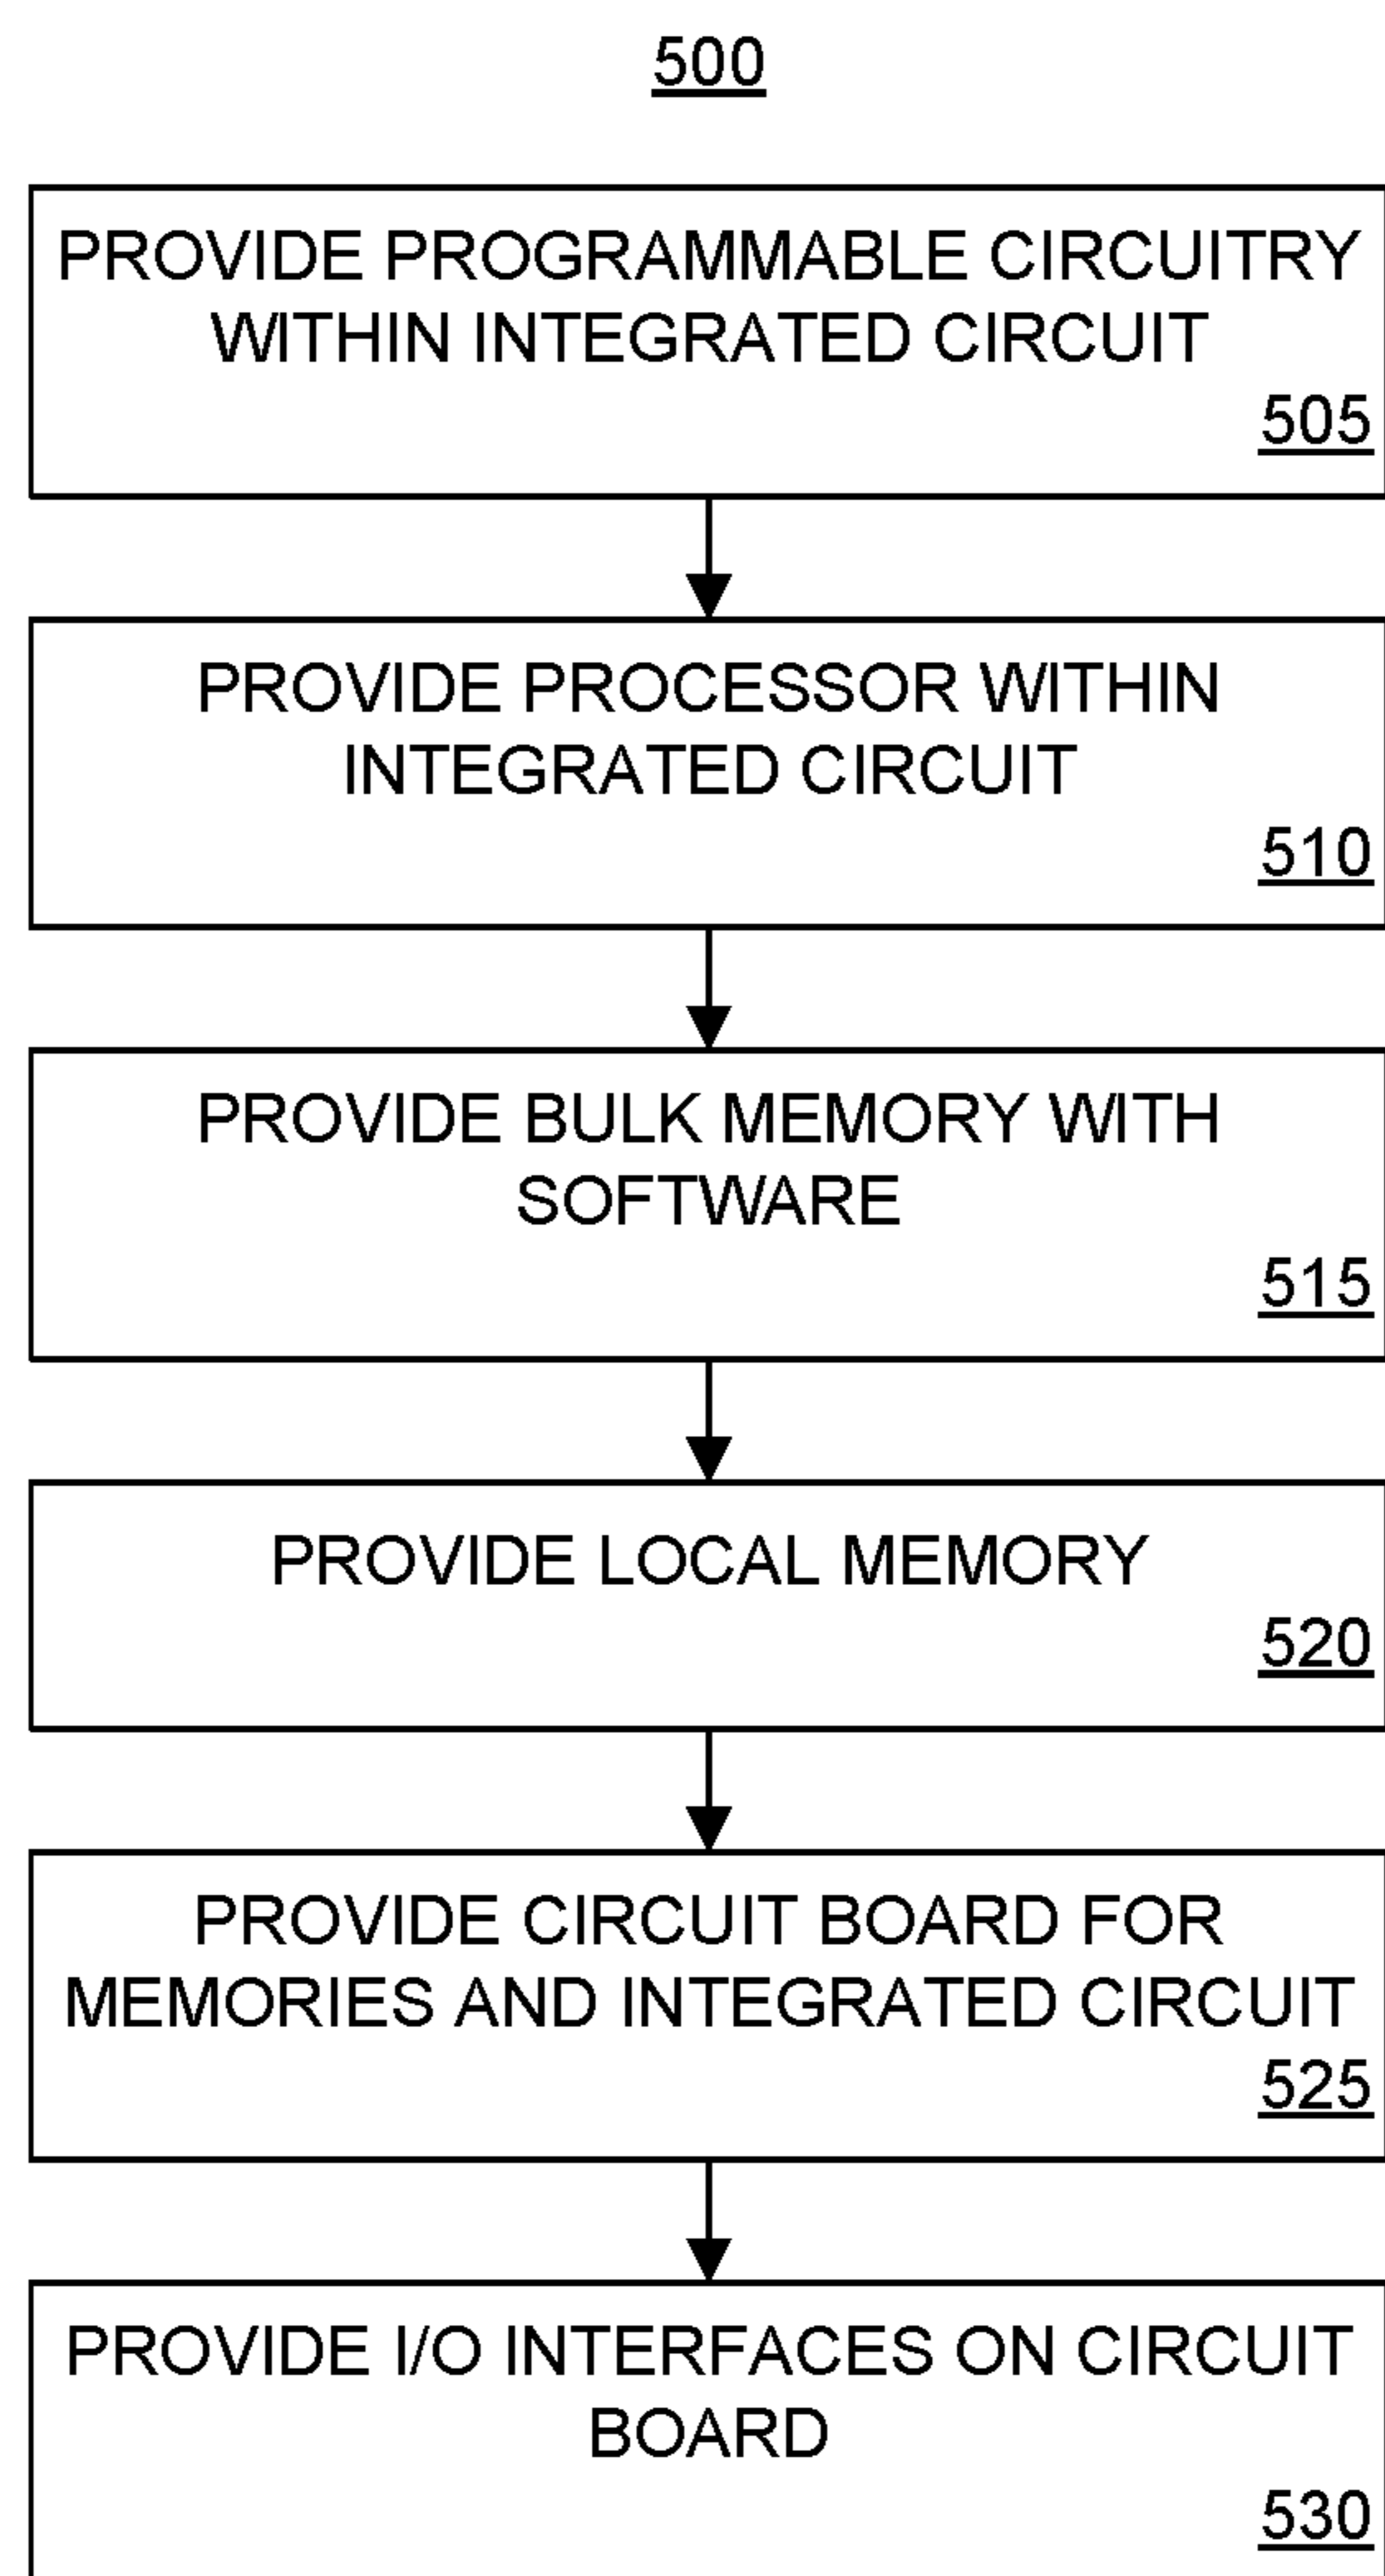 500
PROVIDE PROGRAMMABLE CIRCUITRY
WITHIN INTEGRATED CIRCUIT
505
PROVIDE PROCESSOR WITHIN
INTEGRATED CIRCUIT
510
PROVIDE BULK MEMORY WITH
SOFTWARE
515
PROVIDE LOCAL MEMORY
520
PROVIDE CIRCUIT BOARD FOR
MEMORIES AND INTEGRATED CIRCUIT
525
PROVIDE I/O INTERFACES ON CIRCUIT
BOARD
530